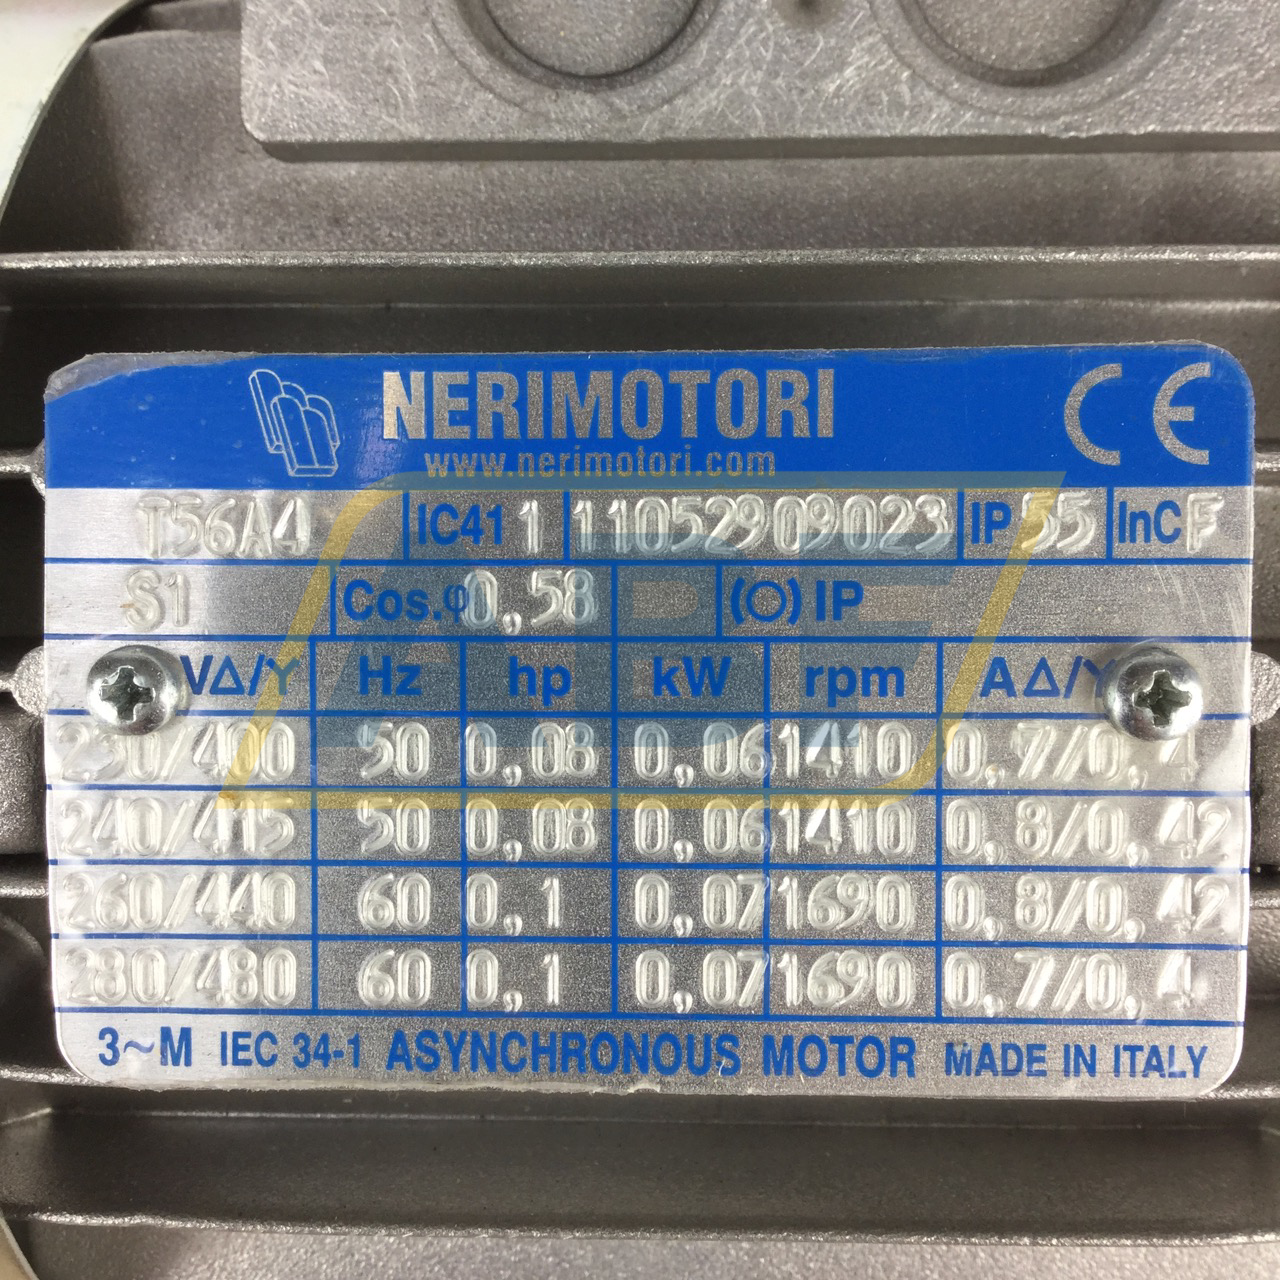 NERIMOTORI CE
www.nerimotori.com
T56A4 IC41 1 11052909023 IP 55 InC F
S1 Cos.φ 0,58 IP
V∆/Y Hz hp kW rpm A ∆/Y
230/400 50 0,08 0,06 1410 0,7/0,4
240/415 50 0,08 0,06 1410 0,8/0,42
260/440 60 0,1 0,07 1690 0,8/0,42
280/480 60 0,1 0,07 1690 0,7/0,4
3~M IEC 34-1 ASYNCHRONOUS MOTOR MADE IN ITALY